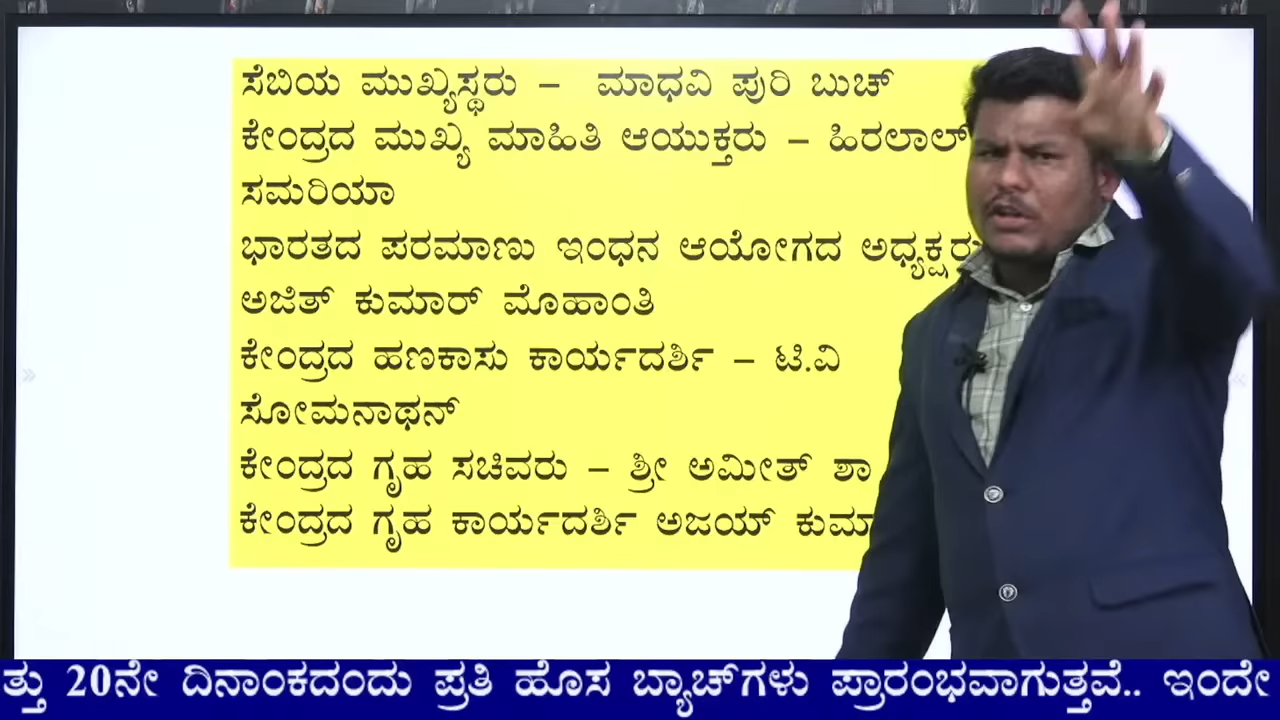 ಸೆಬಿಯ ಮುಖ್ಯಸ್ಥರು – ಮಾಧವಿ ಪುರಿ ಬುಚ್
ಕೇಂದ್ರದ ಮುಖ್ಯ ಮಾಹಿತಿ ಆಯುಕ್ತರು – ಹಿರಲಾಲ್
ಸಮರಿಯಾ
ಭಾರತದ ಪರಮಾಣು ಇಂಧನ ಆಯೋಗದ ಅಧ್ಯಕ್ಷರು
ಅಜಿತ್ ಕುಮಾರ್ ಮೊಹಾಂತಿ
ಕೇಂದ್ರದ ಹಣಕಾಸು ಕಾರ್ಯದರ್ಶಿ – ಟಿ.ವಿ
ಸೋಮನಾಥನ್
ಕೇಂದ್ರದ ಗೃಹ ಸಚಿವರು – ಶ್ರೀ ಅಮೀತ್ ಶಾ
ಕೇಂದ್ರದ ಗೃಹ ಕಾರ್ಯದರ್ಶಿ ಅಜಯ್
20ನೇ ದಿನಾಂಕದಂದು ಪ್ರತಿ ಹೊಸ ಬ್ಯಾಚ್‌ಗಳು ಪ್ರಾರಂಭವಾಗುತ್ತವೆ.. ಇಂದೇ